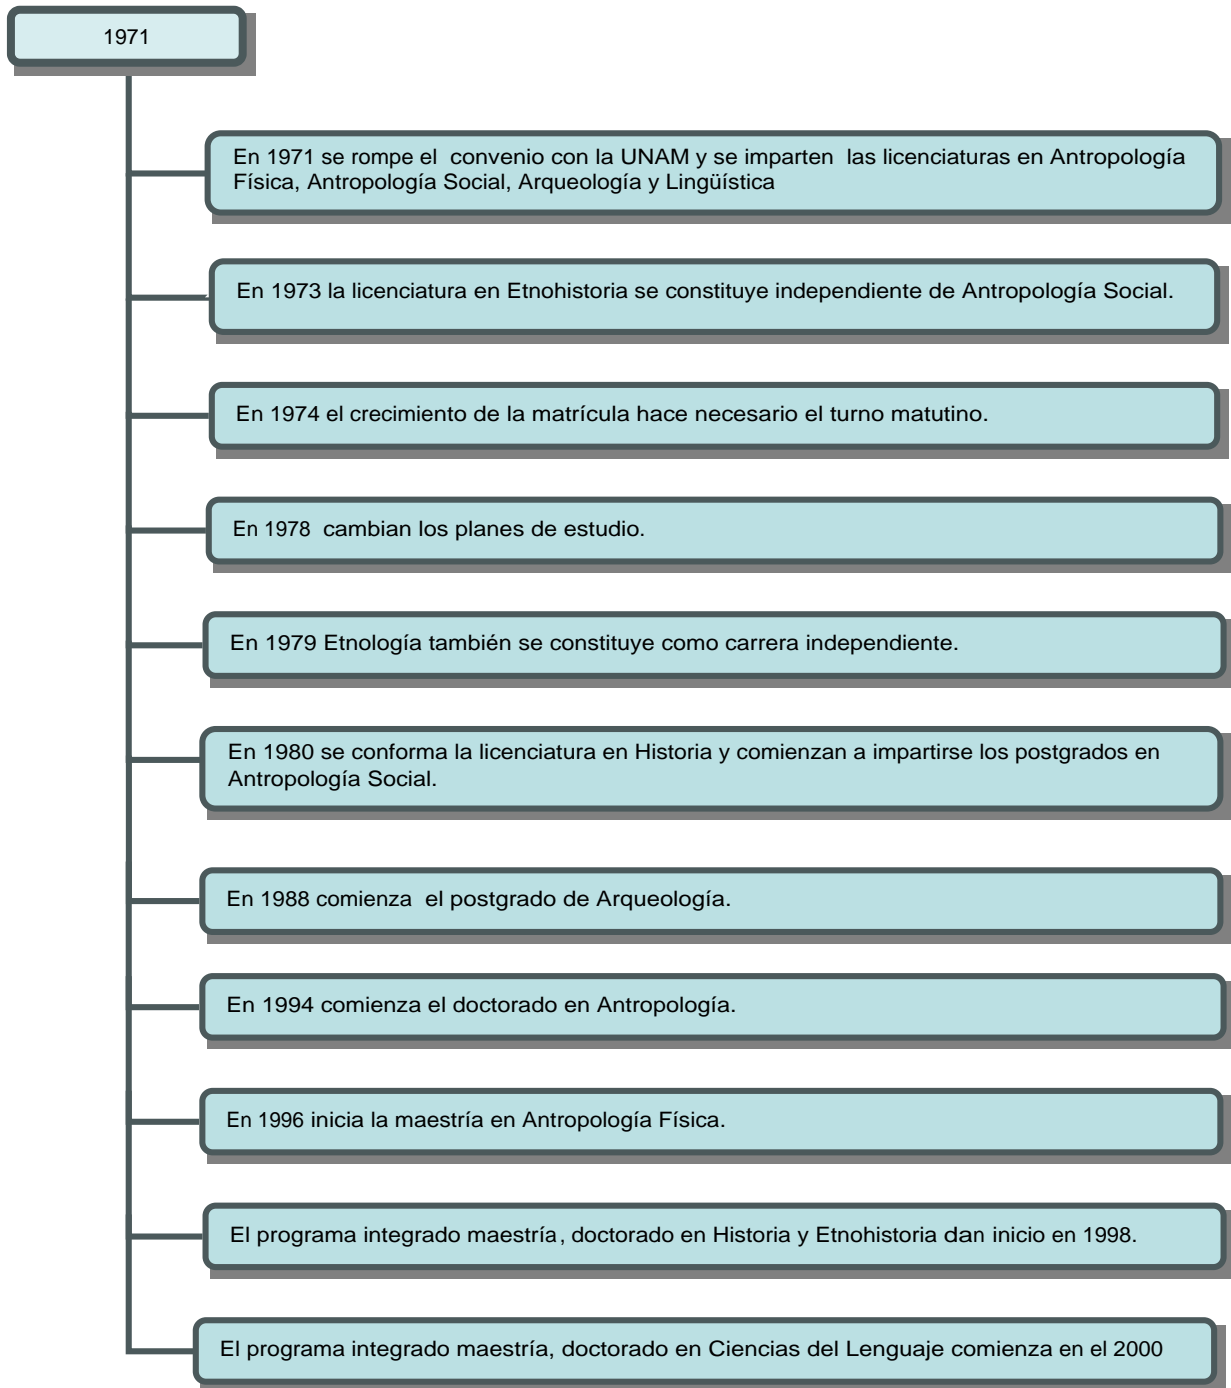 1971
En 1971 se rompe el convenio con la UNAM y se imparten las licenciaturas en Antropología
Física, Antropología Social, Arqueología y Lingüística
En 1973 la licenciatura en Etnohistoria se constituye independiente de Antropología Social.
En 1974 el crecimiento de la matrícula hace necesario el turno matutino.
En 1978 cambian los planes de estudio.
En 1979 Etnología también se constituye como carrera independiente.
En 1980 se conforma la licenciatura en Historia y comienzan a impartirse los postgrados en
Antropología Social.
En 1988 comienza el postgrado de Arqueología.
En 1994 comienza el doctorado en Antropología.
En 1996 inicia la maestría en Antropología Física.
El programa integrado maestría, doctorado en Historia y Etnohistoria dan inicio en 1998.
El programa integrado maestría, doctorado en Ciencias del Lenguaje comienza en el 2000